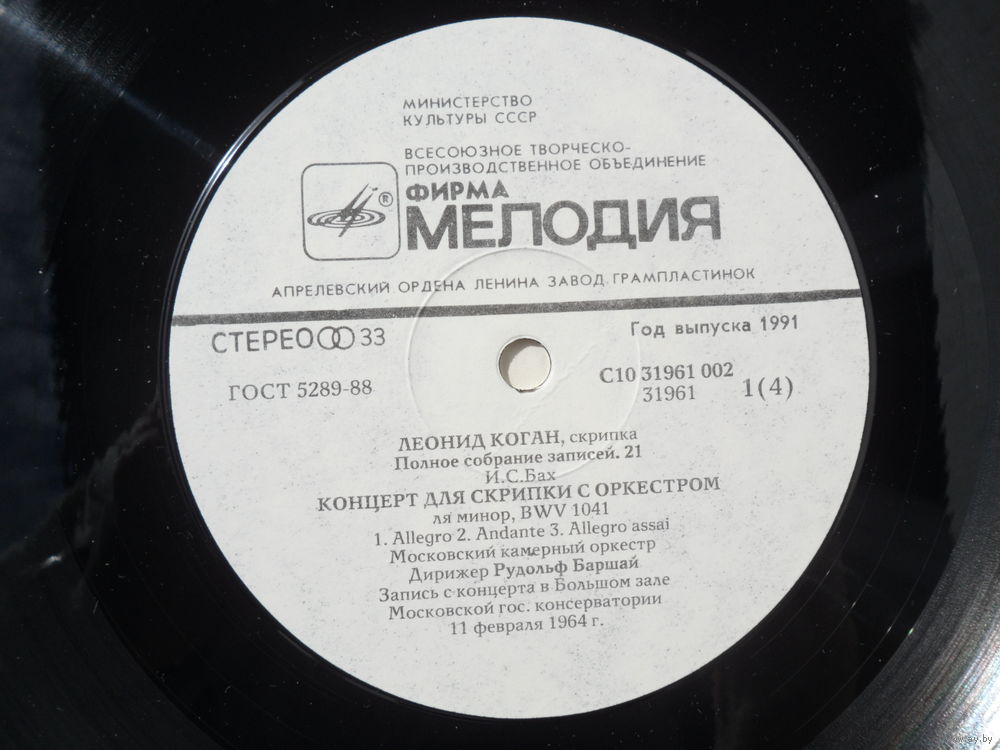 МИНИСТЕРСТВО
КУЛЬТУРЫ СССР
ВСЕСОЮЗНОЕ ТВОРЧЕСКО-
ПРОИЗВОДСТВЕННОЕ ОБЪЕДИНЕНИЕ
®
ФИРМА
МЕЛОДИЯ
АПРЕЛЕВСКИЙ ОРДЕНА ЛЕНИНА ЗАВОД ГРАМПЛАСТИНОК
СТЕРЕО 33
Год выпуска 1991
ГОСТ 5289-88
С10 31961 002
31961
1(4)
ЛЕОНИД КОГАН, скрипка
Полное собрание записей. 21
И.С.Бах
КОНЦЕРТ ДЛЯ СКРИПКИ С ОРКЕСТРОМ
ля минор, BWV 1041
1. Allegro 2. Andante 3. Allegro assai
Московский камерный оркестр
Дирижер Рудольф Баршай
Запись с концерта в Большом зале
Московской гос. консерватории
11 февраля 1964 г.